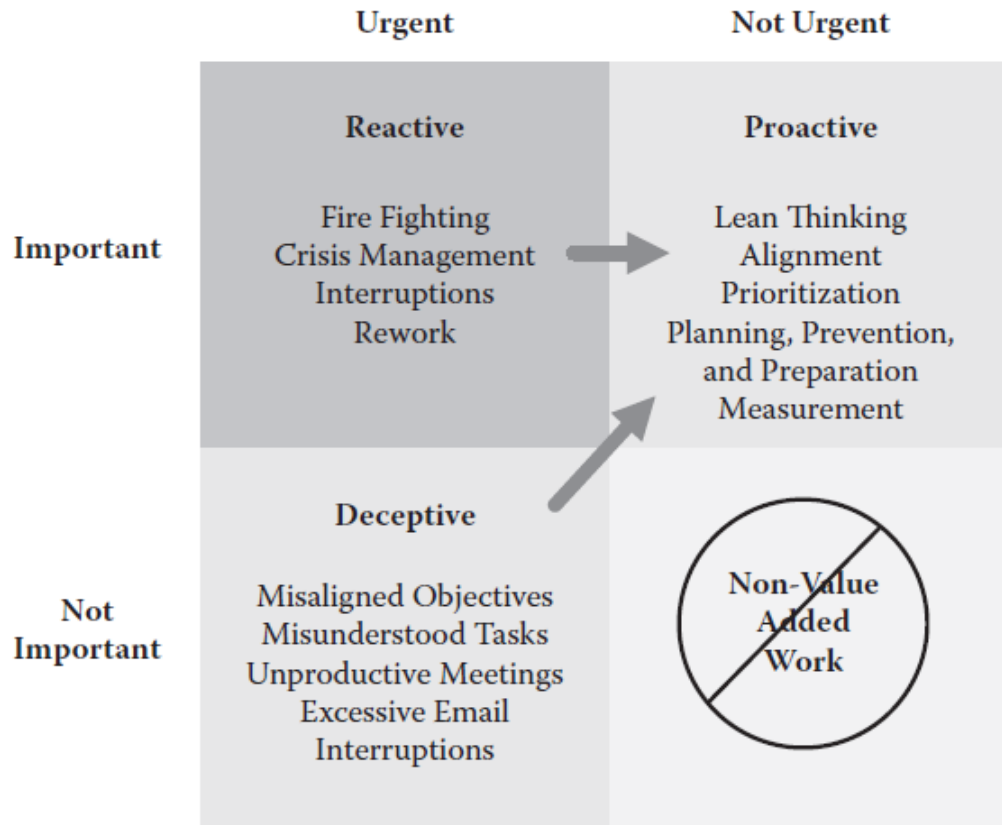 Urgent
Not Urgent
Important
Reactive
Fire Fighting
Crisis Management
Interruptions
Rework
Proactive
Lean Thinking
Alignment
Prioritization
Planning, Prevention,
and Preparation
Measurement
Not
Important
Deceptive
Misaligned Objectives
Misunderstood Tasks
Unproductive Meetings
Excessive Email
Interruptions
Non-Value
Added
Work